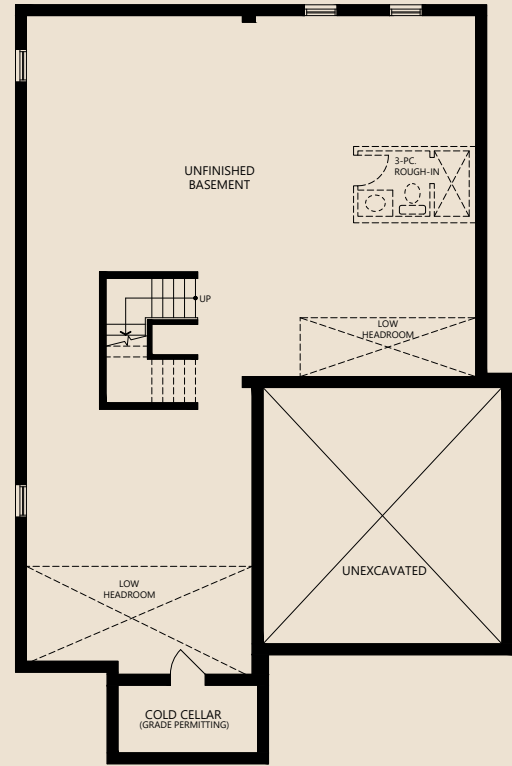 3-PC.
ROUGH-IN
UNFINISHED
BASEMENT
UP
LOW
HEADROOM
UNEXCAVATED
LOW
HEADROOM
COLD CELLAR
(GRADE PERMITTING)